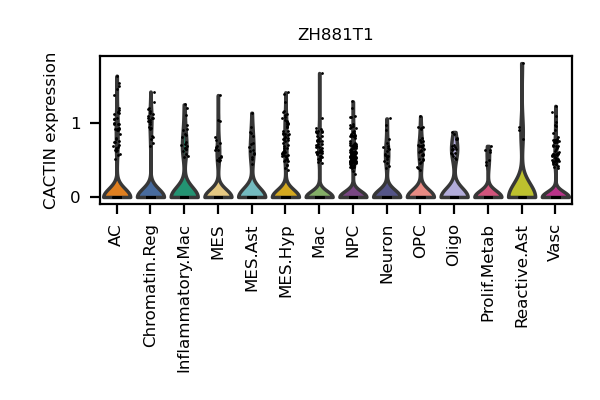 ZH881T1
CACTIN expression
1
0
AC
Chromatin.Reg
Inflammatory.Mac
MES
MES.Ast
MES.Hyp
Mac
NPC
Neuron
OPC
Oligo
Prolif.Metab
Reactive.Ast
Vasc